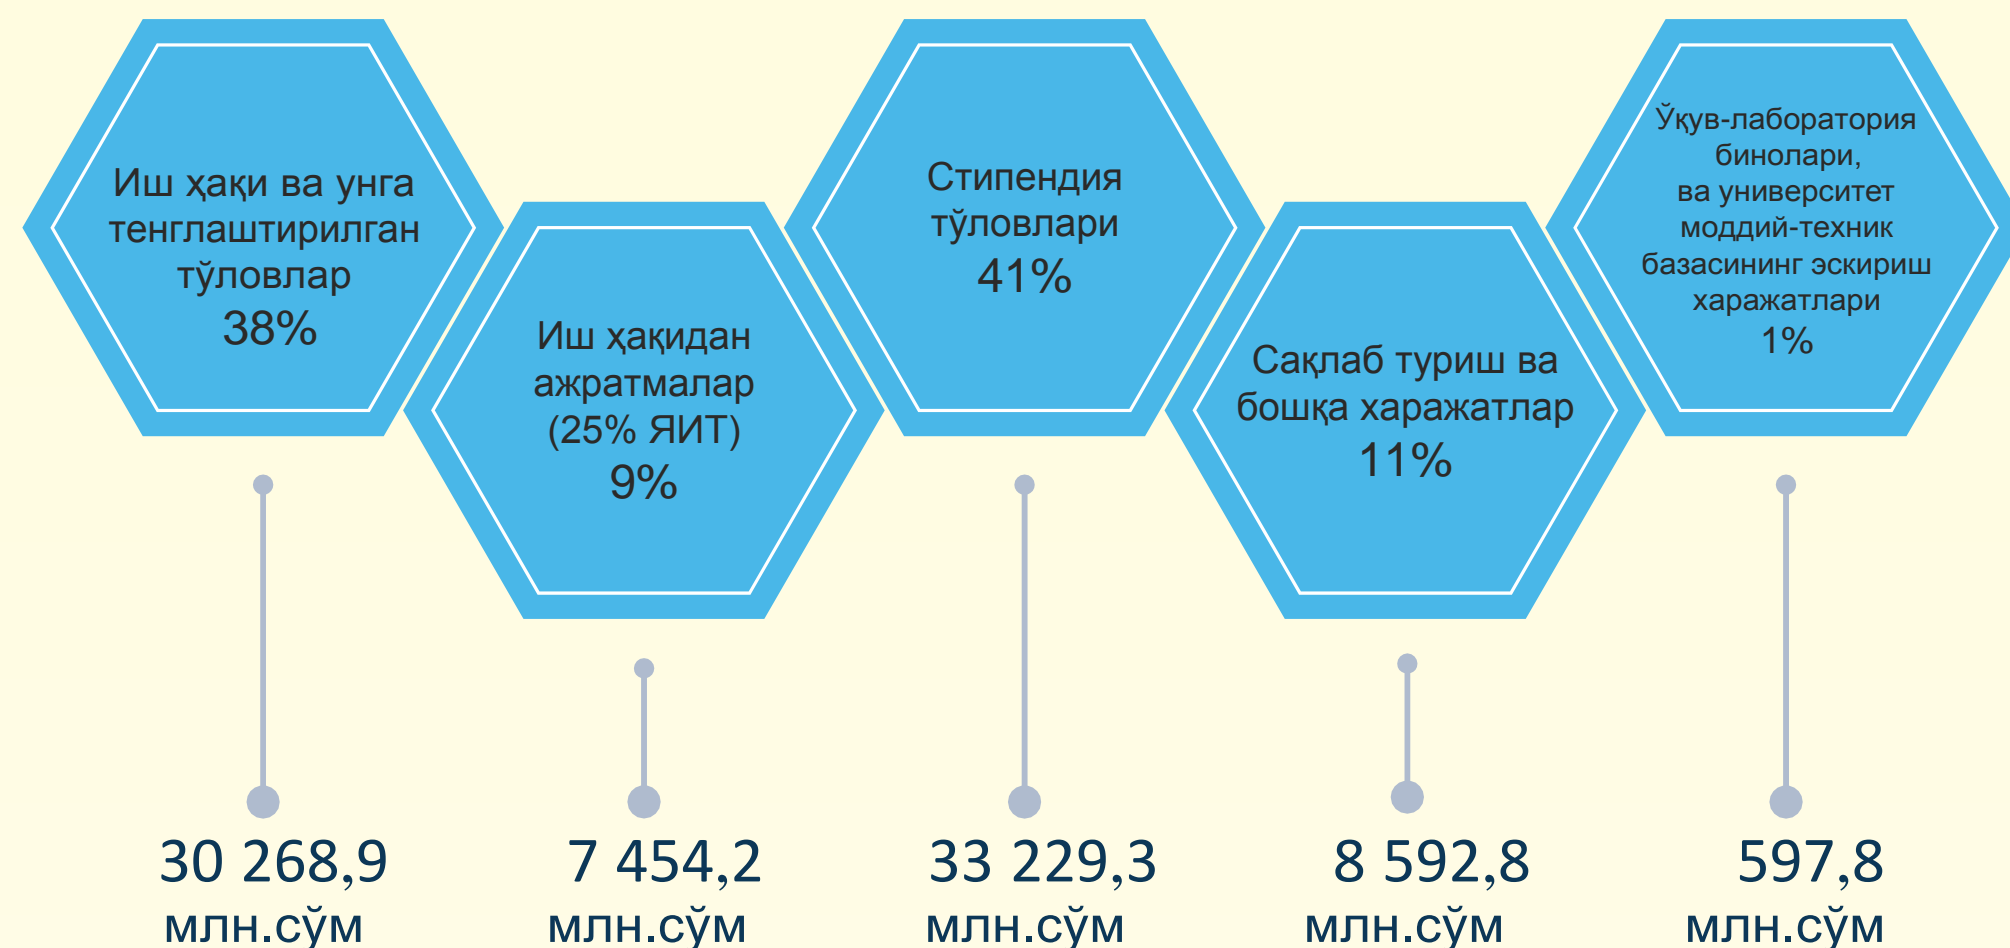 Иш ҳақи ва унга
тенглаштирилган
тўловлар
38%
Иш ҳақидан
ажратмалар
(25% ЯИТ)
9%
Стипендия
тўловлари
41%
Сақлаб туриш ва
бошқа харажатлар
11%
Ўқув-лаборатория
бинолари,
ва университет
моддий-техник
базасининг эскириш
харажатлари
1%
30 268,9
млн.сўм
7 454,2
млн.сўм
33 229,3
млн.сўм
8 592,8
млн.сўм
597,8
млн.сўм